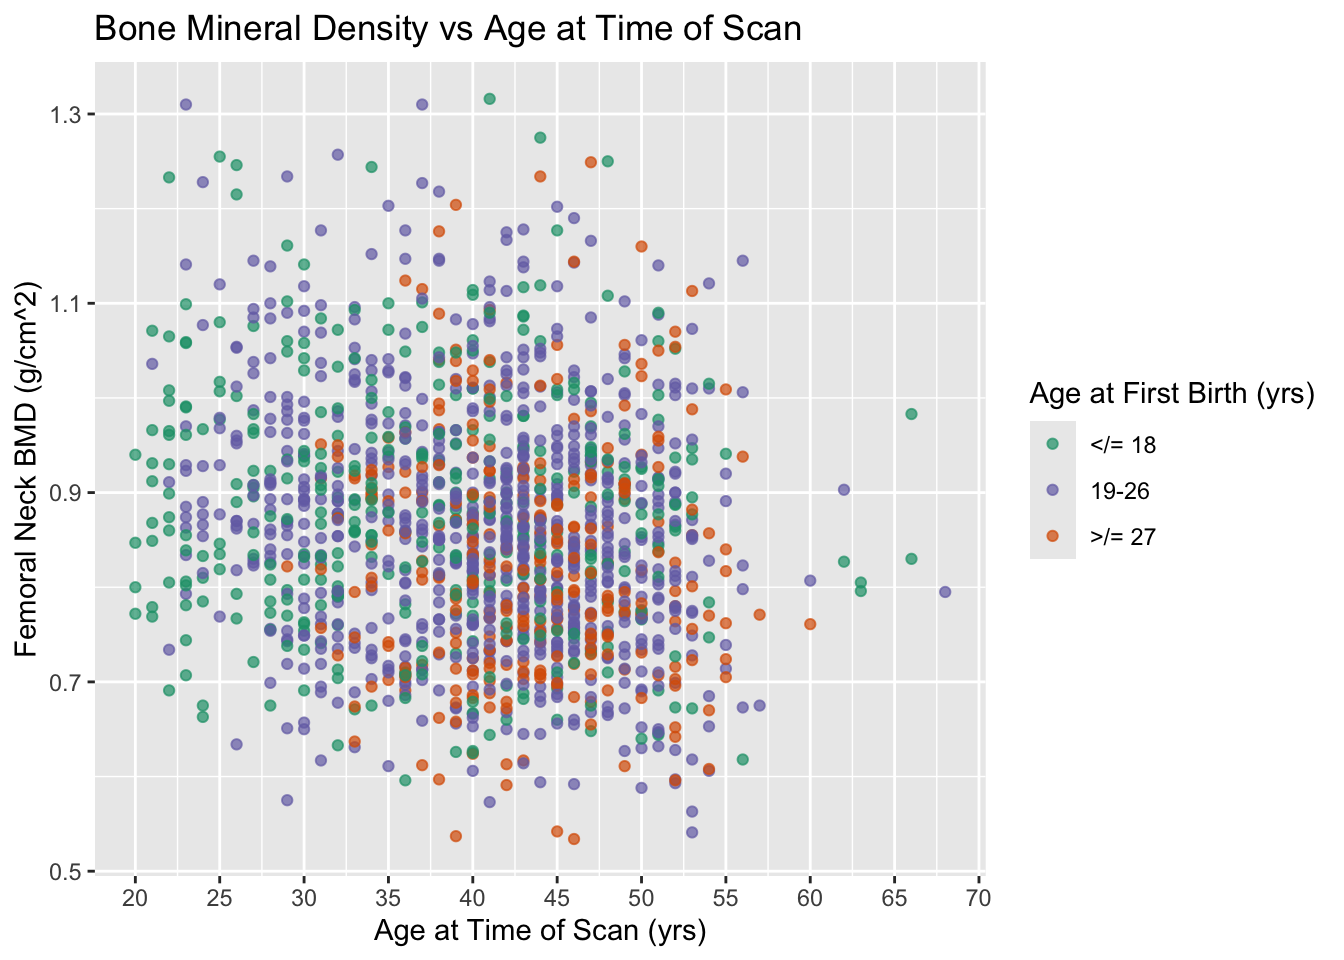 Bone Mineral Density vs Age at Time of Scan
Femoral Neck BMD (g/cm^2)
1.3
1.1
0.9
0.7
0.5
20 25 30 35 40 45 50 55 60 65 70
Age at Time of Scan (yrs)
Age at First Birth (yrs)
</= 18
19-26
>/= 27